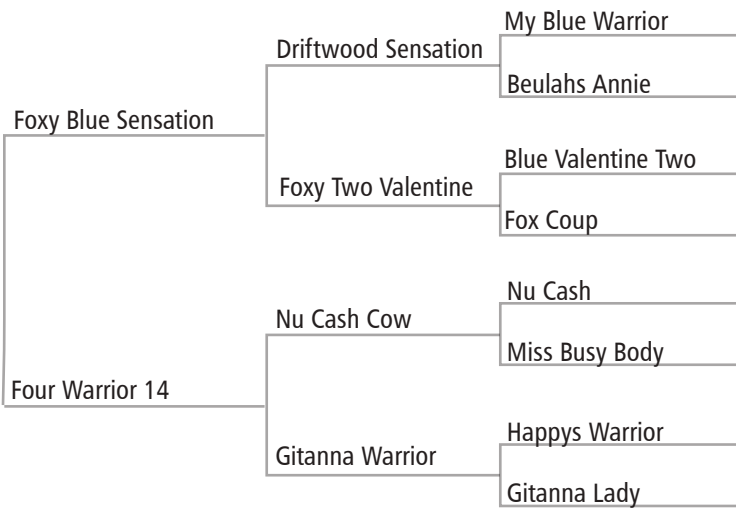 My Blue Warrior
Driftwood Sensation
Beulahs Annie
Foxy Blue Sensation
Blue Valentine Two
Foxy Two Valentine
Fox Coup
Nu Cash
Nu Cash Cow
Miss Busy Body
Four Warrior 14
Happys Warrior
Gitanna Warrior
Gitanna Lady